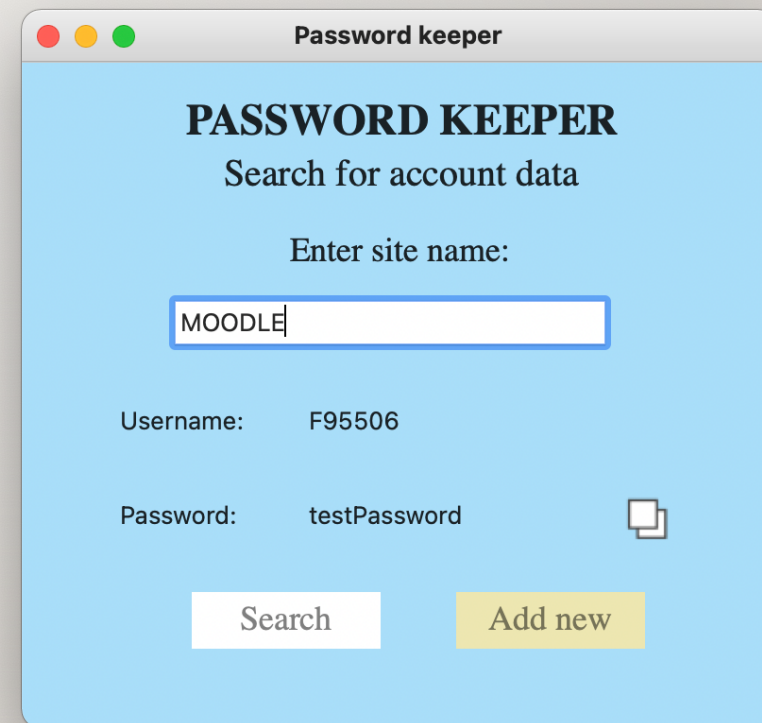 Password keeper
PASSWORD KEEPER
Search for account data
Enter site name:
MOODLE
Username: F95506
Password: testPassword
Search Add new